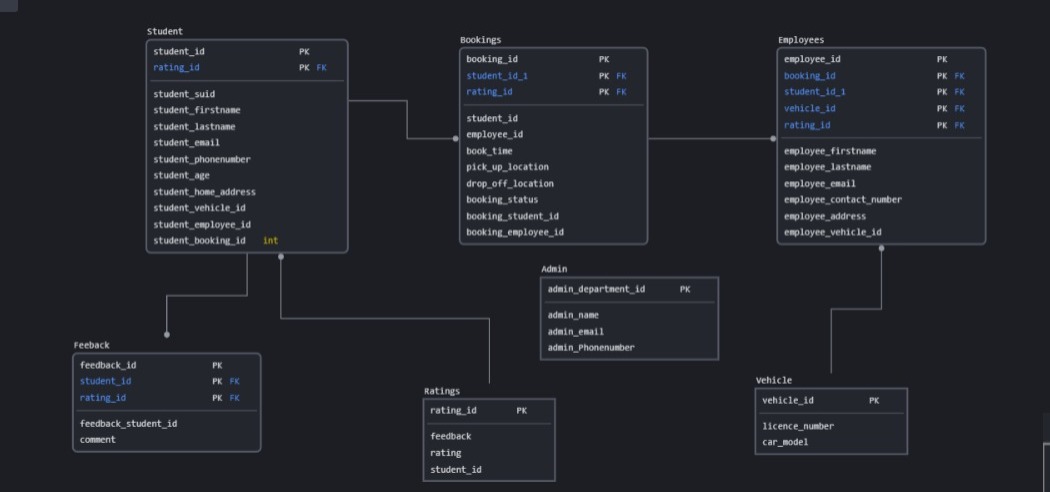 Student
student_id PK
rating_id PK FK
student_suid
student_firstname
student_lastname
student_email
student_phonenumber
student_age
student_home_address
student_vehicle_id
student_employee_id
student_booking_id int
Bookings
booking_id PK
student_id_1 PK FK
rating_id PK FK
student_id
employee_id
book_time
pick_up_location
drop_off_location
booking_status
booking_student_id
booking_employee_id
Employees
employee_id PK
booking_id PK FK
student_id_1 PK FK
vehicle_id PK FK
rating_id PK FK
employee_firstname
employee_lastname
employee_email
employee_contact_number
employee_address
employee_vehicle_id
Admin
admin_department_id PK
admin_name
admin_email
admin_Phonenumber
Feeback
feedback_id PK
student_id PK FK
rating_id PK FK
feedback_student_id
comment
Ratings
rating_id PK
feedback
rating
student_id
Vehicle
vehicle_id PK
licence_number
car_model